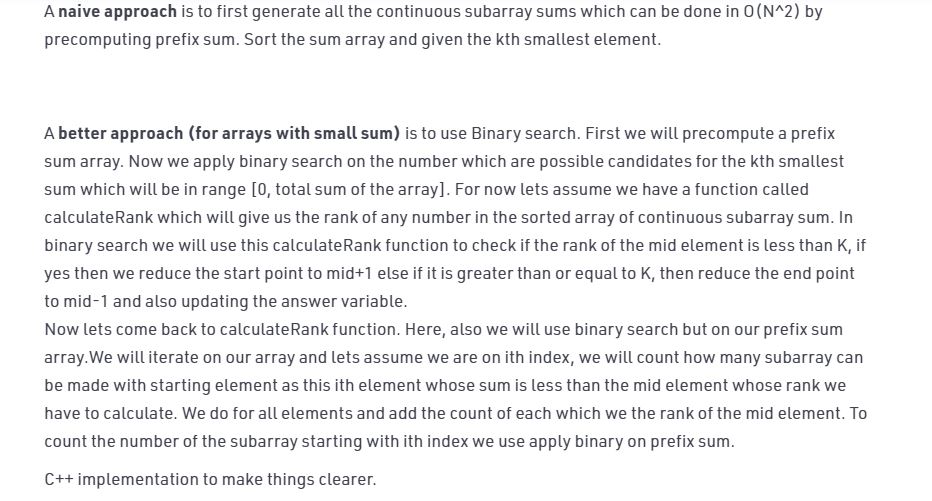 A naive approach is to first generate all the continuous subarray sums which can be done in O(N^2) by
precomputing prefix sum. Sort the sum array and given the kth smallest element.
A better approach (for arrays with small sum) is to use Binary search. First we will precompute a prefix
sum array. Now we apply binary search on the number which are possible candidates for the kth smallest
sum which will be in range [0, total sum of the array]. For now lets assume we have a function called
calculateRank which will give us the rank of any number in the sorted array of continuous subarray sum. In
binary search we will use this calculateRank function to check if the rank of the mid element is less than K, if
yes then we reduce the start point to mid+1 else if it is greater than or equal to K, then reduce the end point
to mid-1 and also updating the answer variable.
Now lets come back to calculateRank function. Here, also we will use binary search but on our prefix sum
array.We will iterate on our array and lets assume we are on ith index, we will count how many subarray can
be made with starting element as this ith element whose sum is less than the mid element whose rank we
have to calculate. We do for all elements and add the count of each which we the rank of the mid element. To
count the number of the subarray starting with ith index we use apply binary on prefix sum.
C++ implementation to make things clearer.